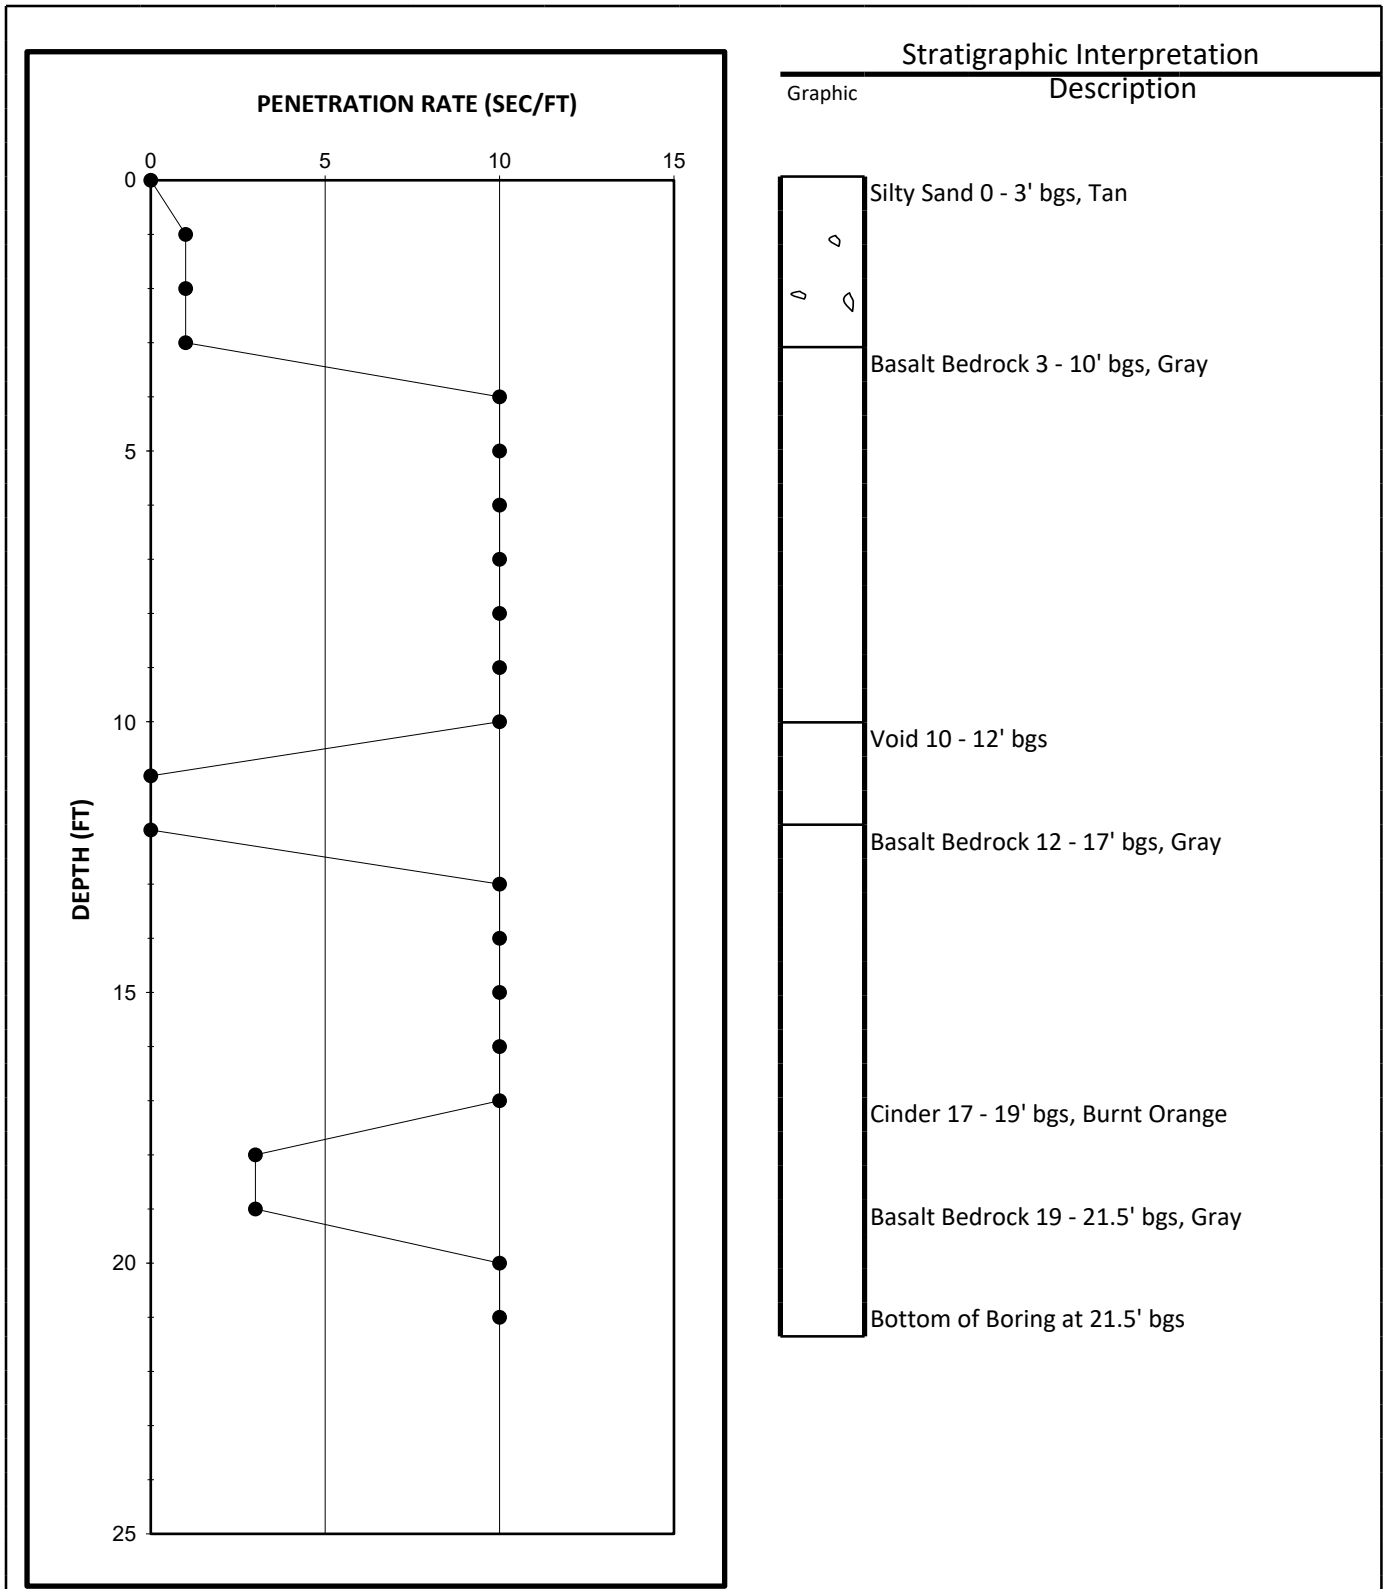 Stratigraphic Interpretation
Graphic
Description
PENETRATION RATE (SEC/FT)
0 5 10 15
0
5
10
15
20
25
DEPTH (FT)
Silty Sand 0 - 3' bgs, Tan
Basalt Bedrock 3 - 10' bgs, Gray
Void 10 - 12' bgs
Basalt Bedrock 12 - 17' bgs, Gray
Cinder 17 - 19' bgs, Burnt Orange
Basalt Bedrock 19 - 21.5' bgs, Gray
Bottom of Boring at 21.5' bgs